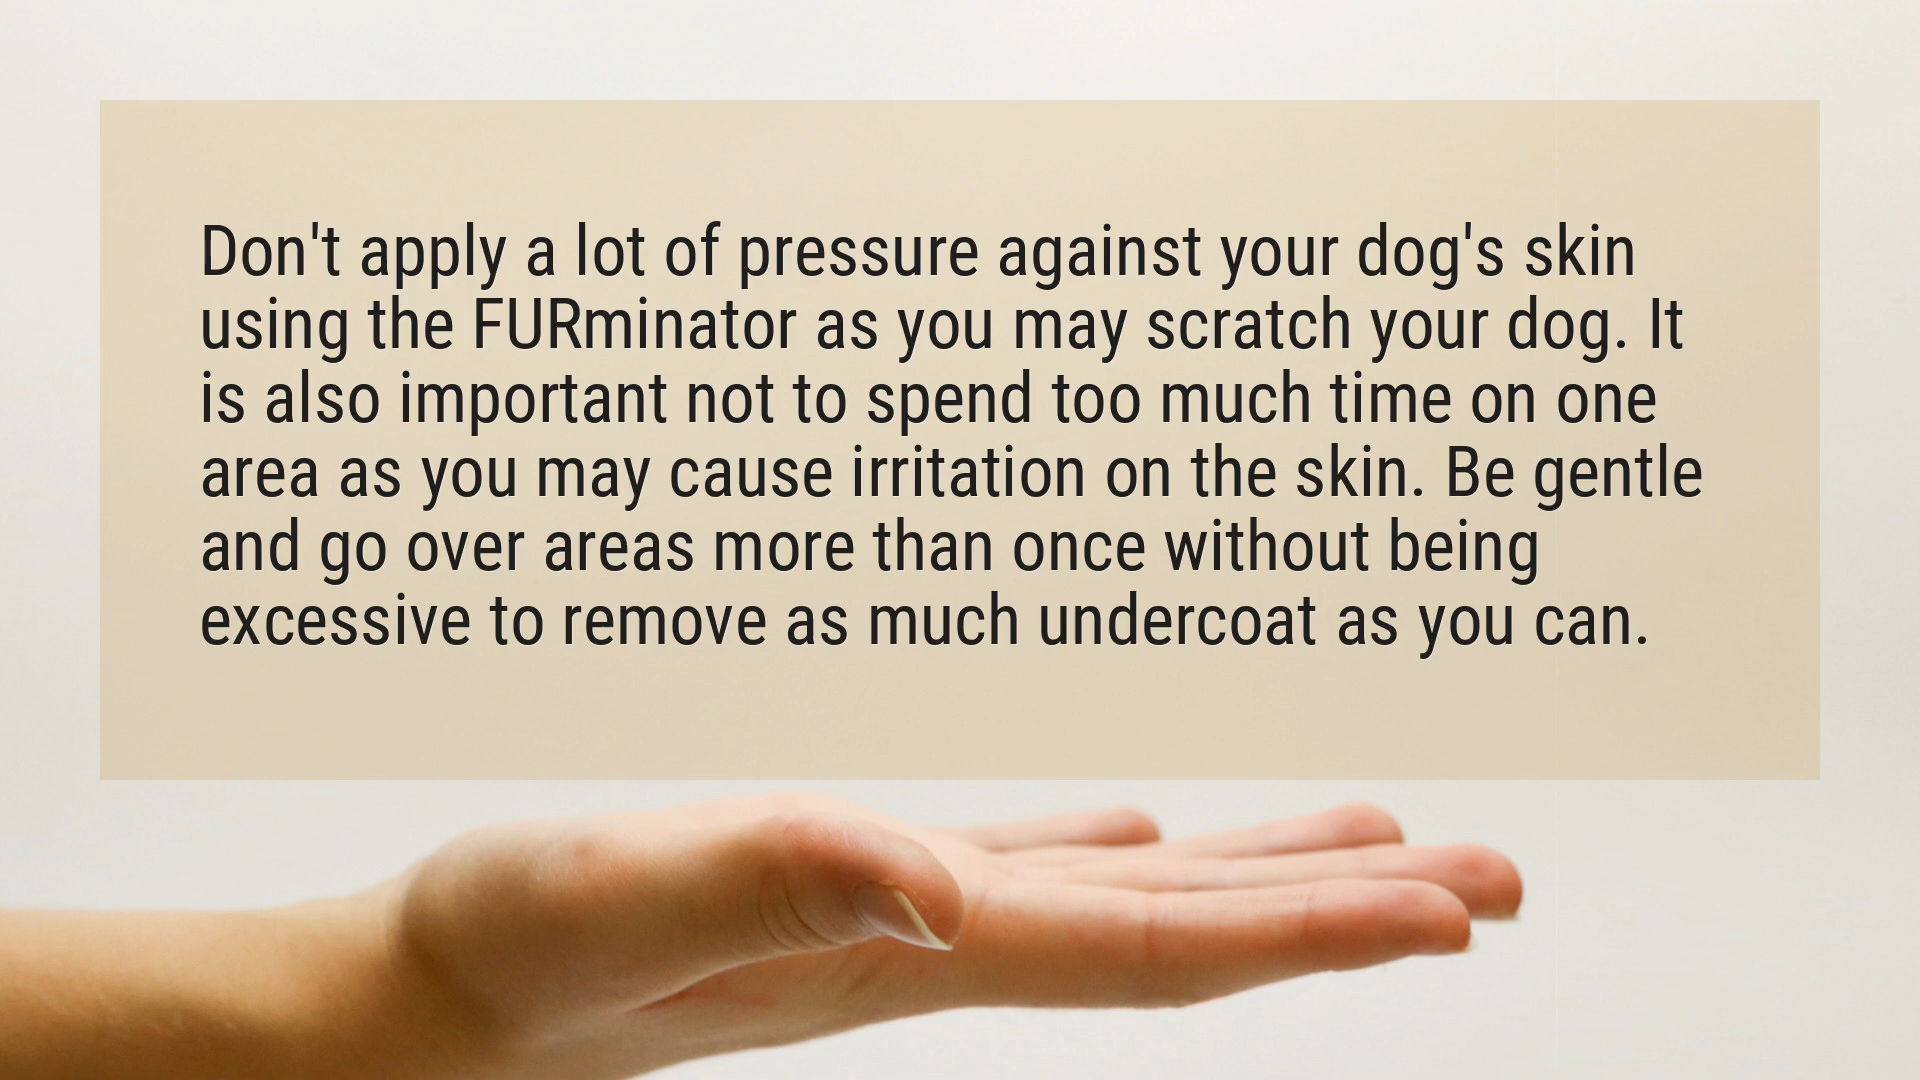 Don't apply a lot of pressure against your dog's skin
using the FURminator as you may scratch your dog. It
is also important not to spend too much time on one
area as you may cause irritation on the skin. Be gentle
and go over areas more than once without being
excessive to remove as much undercoat as you can.